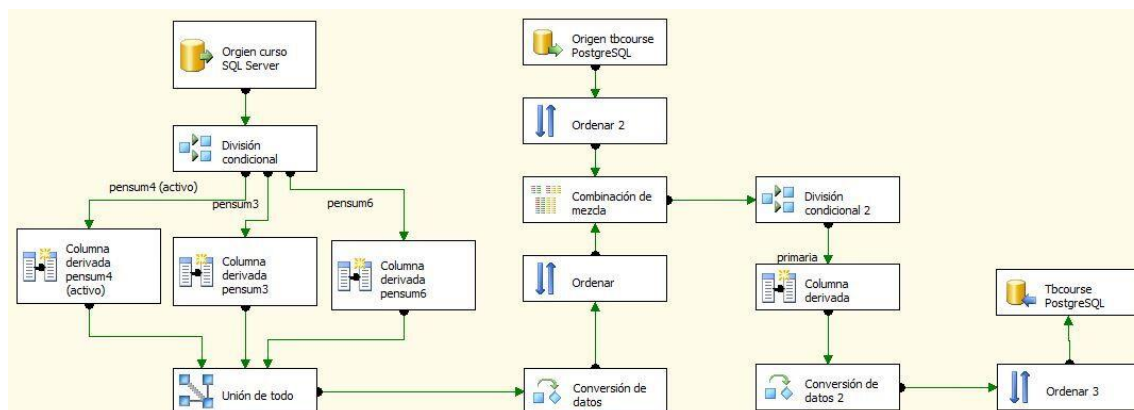 Orgien curso
SQL Server
División
condicional
pensum4 (activo)
pensum3
pensum6
Columna
derivada
pensum4
(activo)
Columna
derivada
pensum3
Columna
derivada
pensum6
Unión de todo
Origen tbcourse
PostgreSQL
Ordenar 2
Combinación de
mezcla
Ordenar
Conversión de
datos
División
condicional 2
primaria
Columna
derivada
Conversión de
datos 2
Tbcourse
PostgreSQL
Ordenar 3